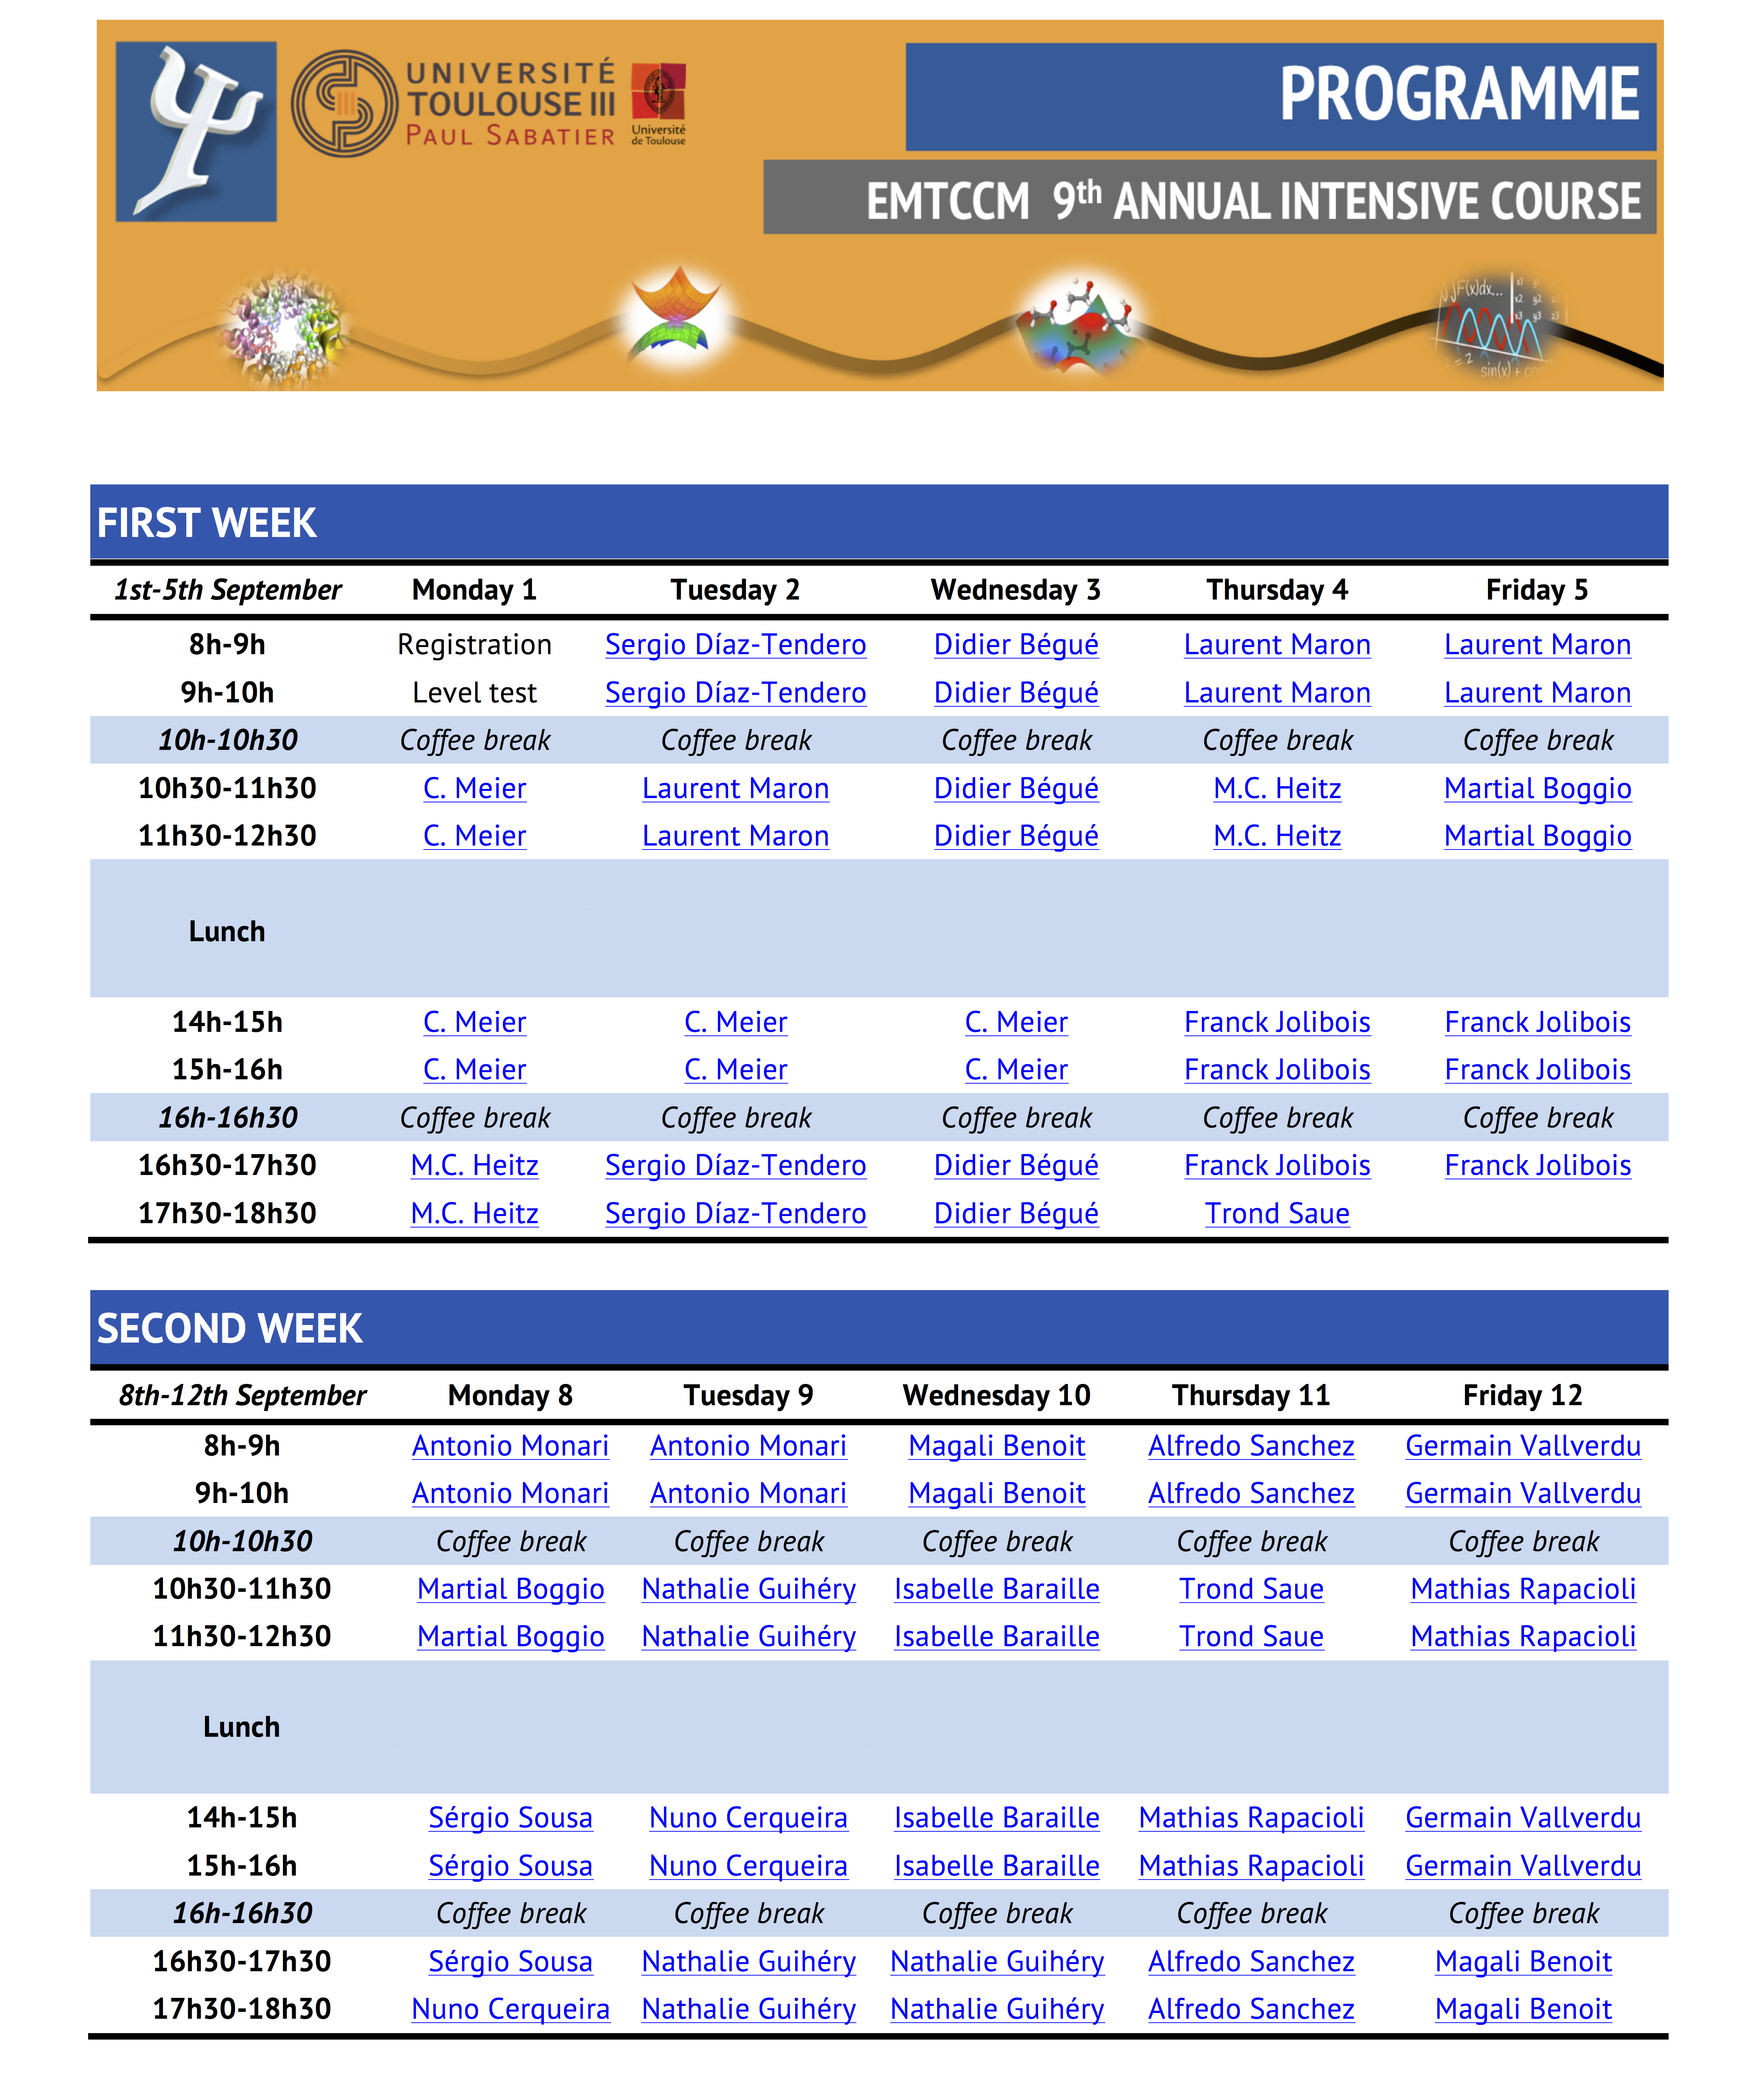 UNIVERSITÉ
TOULOUSE III
PAUL SABATIER
Université
de Toulouse
PROGRAMME
EMTCCM 9th ANNUAL INTENSIVE COURSE
∫∫F(x)dx...
x1
x2 y2 z2
x3 y3 z3
= 2
sin(x) + co
FIRST WEEK
1st-5th September Monday 1 Tuesday 2 Wednesday 3 Thursday 4 Friday 5
8h-9h Registration Sergio Díaz-Tendero Didier Bégué Laurent Maron Laurent Maron
9h-10h Level test Sergio Díaz-Tendero Didier Bégué Laurent Maron Laurent Maron
10h-10h30 Coffee break Coffee break Coffee break Coffee break Coffee break
10h30-11h30 C. Meier Laurent Maron Didier Bégué M.C. Heitz Martial Boggio
11h30-12h30 C. Meier Laurent Maron Didier Bégué M.C. Heitz Martial Boggio
Lunch
14h-15h C. Meier C. Meier C. Meier Franck Jolibois Franck Jolibois
15h-16h C. Meier C. Meier C. Meier Franck Jolibois Franck Jolibois
16h-16h30 Coffee break Coffee break Coffee break Coffee break Coffee break
16h30-17h30 M.C. Heitz Sergio Díaz-Tendero Didier Bégué Franck Jolibois Franck Jolibois
17h30-18h30 M.C. Heitz Sergio Díaz-Tendero Didier Bégué Trond Saue
SECOND WEEK
8th-12th September Monday 8 Tuesday 9 Wednesday 10 Thursday 11 Friday 12
8h-9h Antonio Monari Antonio Monari Magali Benoit Alfredo Sanchez Germain Vallverdu
9h-10h Antonio Monari Antonio Monari Magali Benoit Alfredo Sanchez Germain Vallverdu
10h-10h30 Coffee break Coffee break Coffee break Coffee break Coffee break
10h30-11h30 Martial Boggio Nathalie Guihéry Isabelle Baraille Trond Saue Mathias Rapacioli
11h30-12h30 Martial Boggio Nathalie Guihéry Isabelle Baraille Trond Saue Mathias Rapacioli
Lunch
14h-15h Sérgio Sousa Nuno Cerqueira Isabelle Baraille Mathias Rapacioli Germain Vallverdu
15h-16h Sérgio Sousa Nuno Cerqueira Isabelle Baraille Mathias Rapacioli Germain Vallverdu
16h-16h30 Coffee break Coffee break Coffee break Coffee break Coffee break
16h30-17h30 Sérgio Sousa Nathalie Guihéry Nathalie Guihéry Alfredo Sanchez Magali Benoit
17h30-18h30 Nuno Cerqueira Nathalie Guihéry Nathalie Guihéry Alfredo Sanchez Magali Benoit